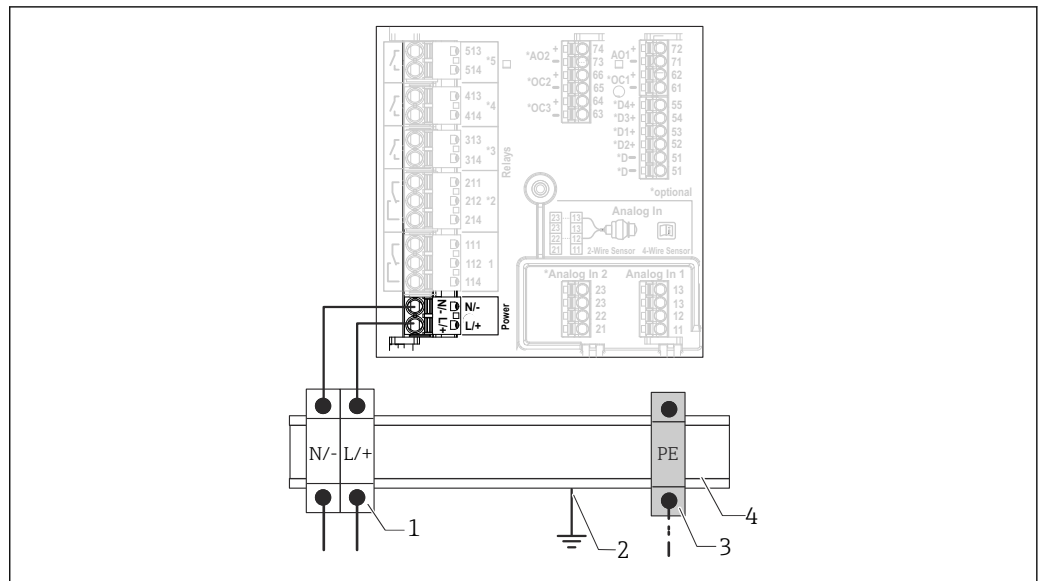 513
*5
514
413
*4
414
313
*3
314
Relays
211
212 *2
214
111
112 1
114
N/- N/-
L/+ L/+
Power
*AO2 + 74
- 73
*OC2 + 66
- 65
*OC3 + 64
- 63
AO1 + 72
- 71
*OC1 + 62
- 61
*D4+ 55
*D3+ 54
*D1+ 53
*D2+ 52
*D- 51
*D- 51
*optional
Analog In
23 13
23 13
22 12
21 11
2-Wire Sensor 4-Wire Sensor
*Analog In 2
23
23
22
21
Analog In 1
13
13
12
11
N/- L/+ PE
1
2
3
4